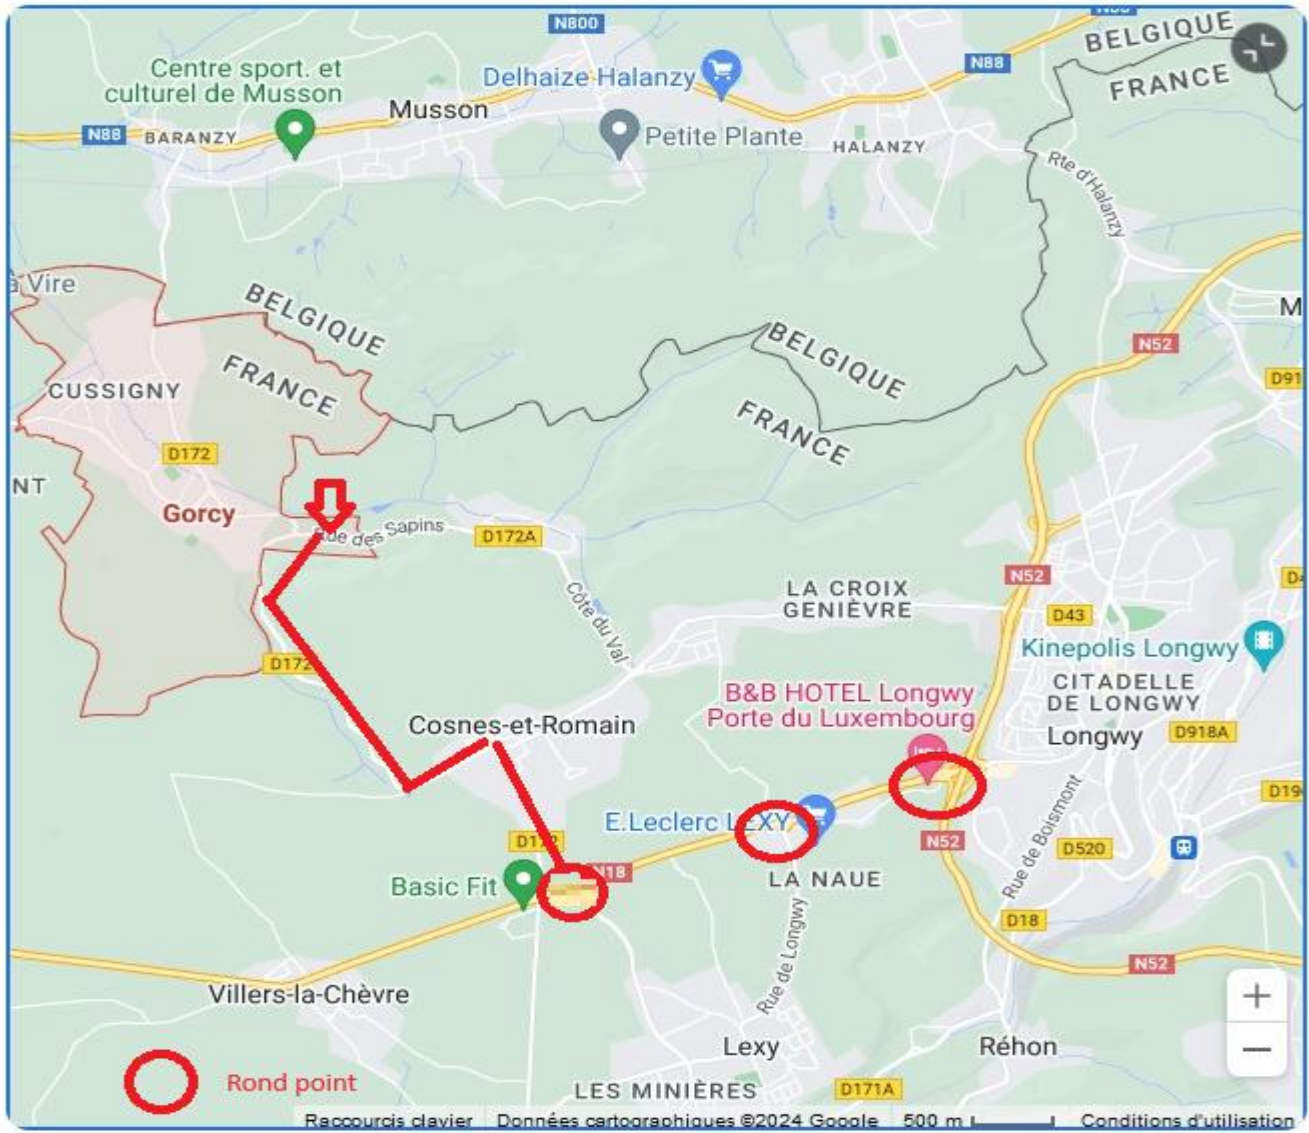 N800
BELGIQUE
FRANCE
Centre sport. et
culturel de Musson
Delhaize Halanzy
N88
Musson
N88
BARANZY
Petite Plante
HALANZY
Rte d'Halanzy
à Vire
BELGIQUE
FRANCE
BELGIQUE
FRANCE
N52
M
D91
CUSSIGNY
D172
NT
Gorcy
Rue des Sapins
D172A
N52
LA CROIX
GENIÈVRE
Côte du Val
D43
Kinepolis Longwy
D172
B&B HOTEL Longwy
Porte du Luxembourg
CITADELLE
DE LONGWY
Cosnes-et-Romain
Longwy
D918A
D19
E.Leclerc LEXY
D172
N18
N52
Rue de Boismont
D520
Basic Fit
LA NAUE
D18
Rue de Longwy
N52
Villers-la-Chèvre
+
Lexy
Réhon
−
Rond point
LES MINIÈRES
D171A
Raccourcis clavier Données cartographiques ©2024 Google 500 m Conditions d'utilisation